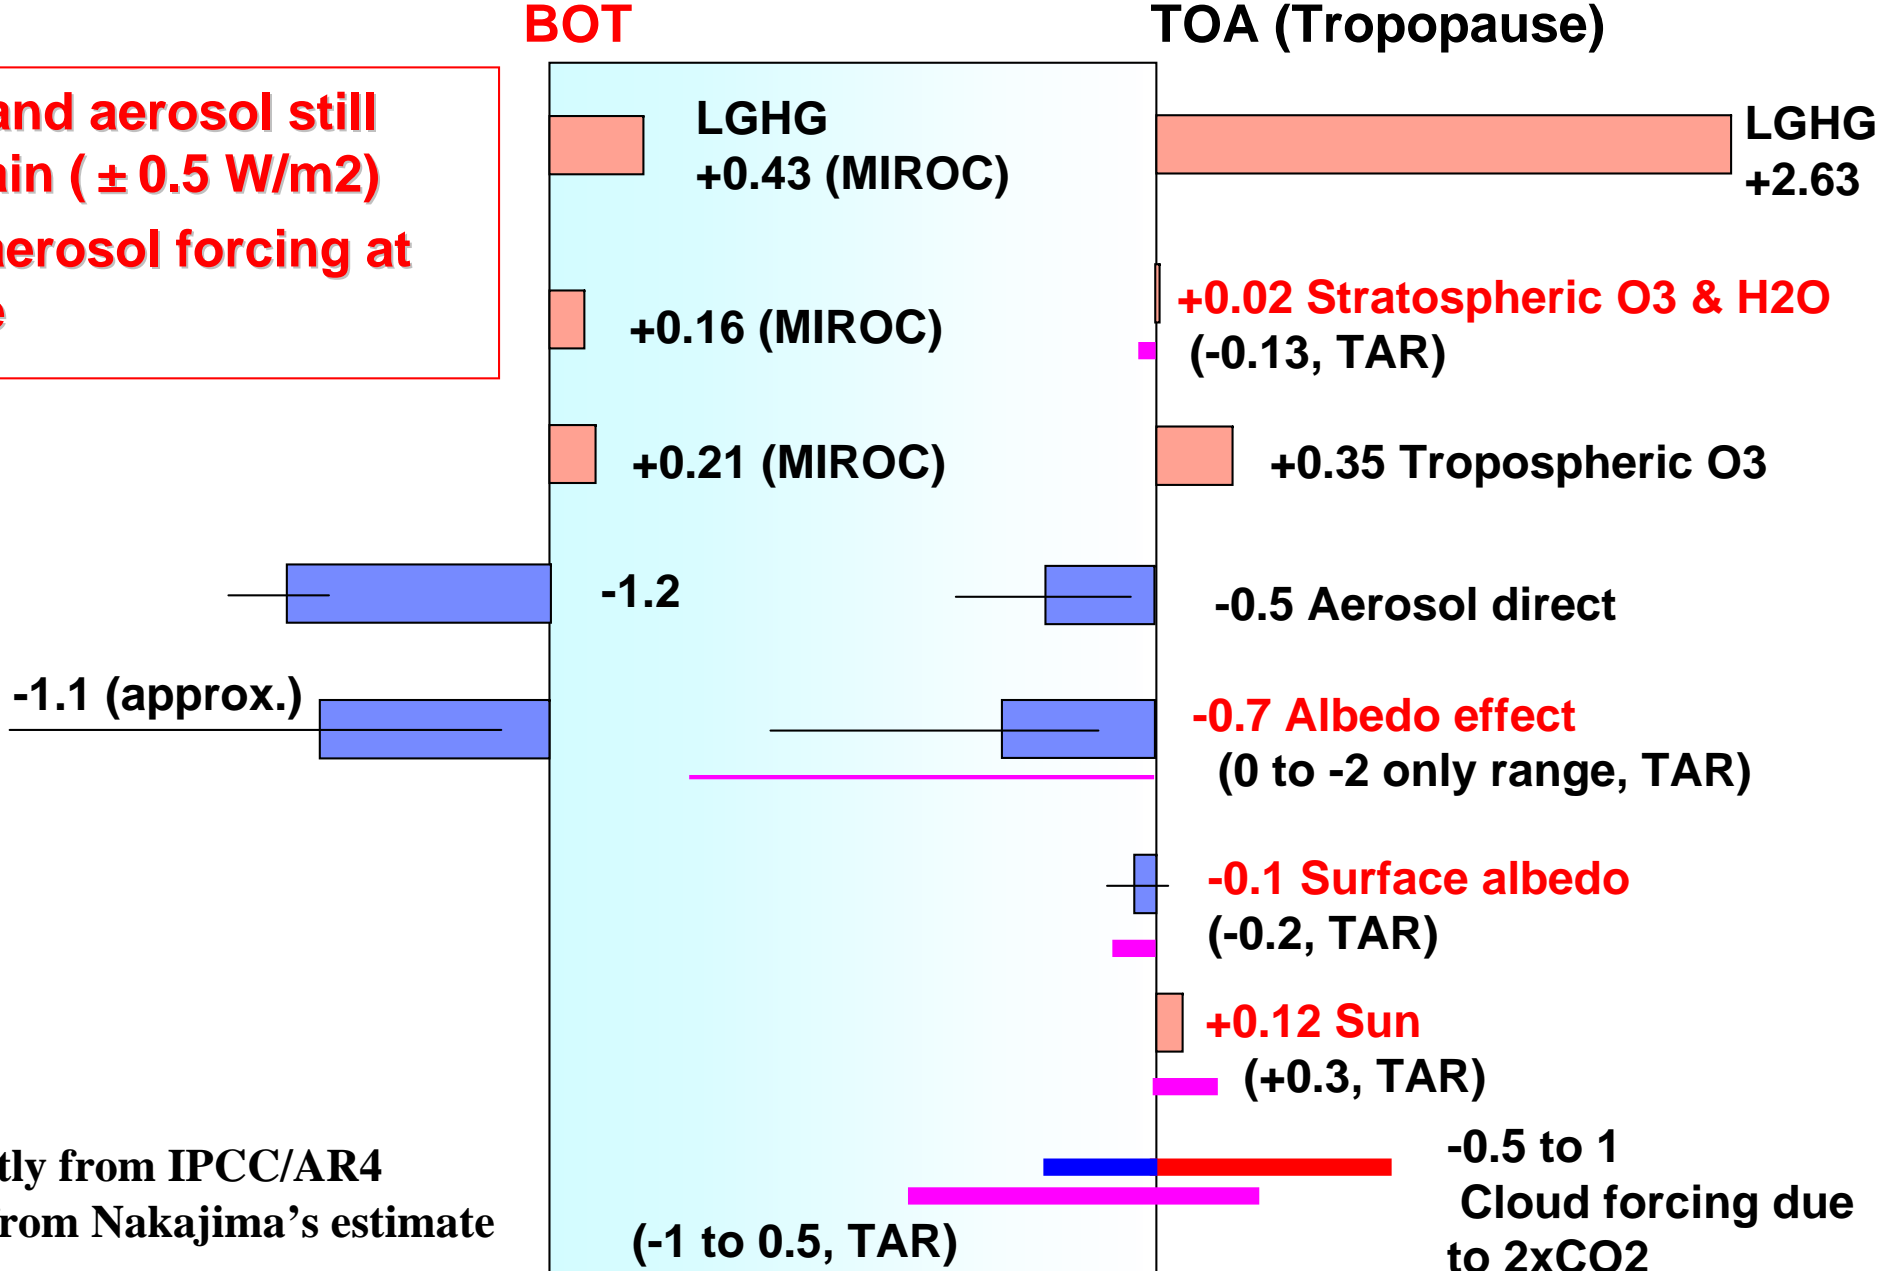 BOT
TOA (Tropopause)
and aerosol still
ain ( ± 0.5 W/m2)
aerosol forcing at
e
LGHG
+0.43 (MIROC)
LGHG
+2.63
+0.16 (MIROC)
+0.02 Stratospheric O3 & H2O
(-0.13, TAR)
+0.21 (MIROC)
+0.35 Tropospheric O3
-1.2
-0.5 Aerosol direct
-1.1 (approx.)
-0.7 Albedo effect
(0 to -2 only range, TAR)
-0.1 Surface albedo
(-0.2, TAR)
+0.12 Sun
(+0.3, TAR)
-0.5 to 1
Cloud forcing due
to 2xCO2
(-1 to 0.5, TAR)
tly from IPCC/AR4
rom Nakajima's estimate